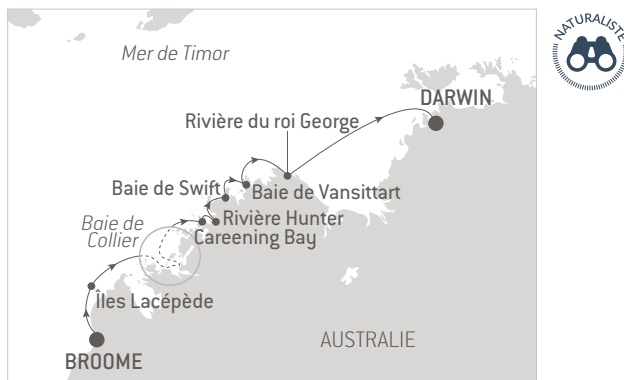 NATURALISTE
Mer de Timor
DARWIN
Rivière du roi George
Baie de Swift
Baie de Vansittart
Baie de
Collier
Rivière Hunter
Careening Bay
Îles Lacépède
AUSTRALIE
BROOME